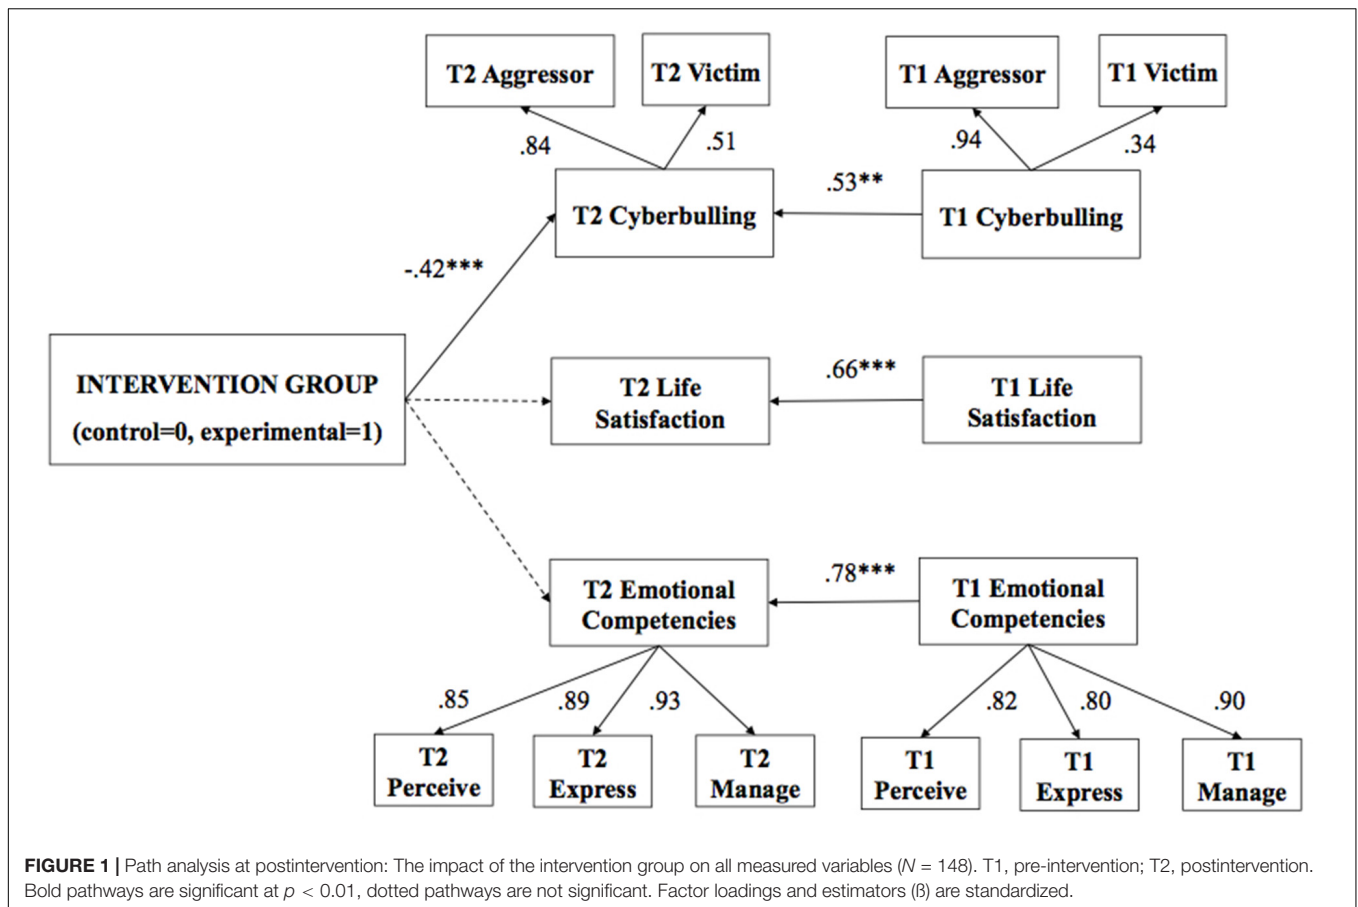 T2 Aggressor
T2 Victim
T1 Aggressor
T1 Victim
.84
.51
.94
.34
T2 Cyberbulling
.53**
T1 Cyberbulling
-.42***
INTERVENTION GROUP
(control=0, experimental=1)
T2 Life
Satisfaction
.66***
T1 Life
Satisfaction
T2 Emotional
Competencies
.78***
T1 Emotional
Competencies
.85
.89
.93
.82
.80
.90
T2
Perceive
T2
Express
T2
Manage
T1
Perceive
T1
Express
T1
Manage
FIGURE 1 | Path analysis at postintervention: The impact of the intervention group on all measured variables (N = 148). T1, pre-intervention; T2, postintervention.
Bold pathways are significant at p < 0.01, dotted pathways are not significant. Factor loadings and estimators (ß) are standardized.